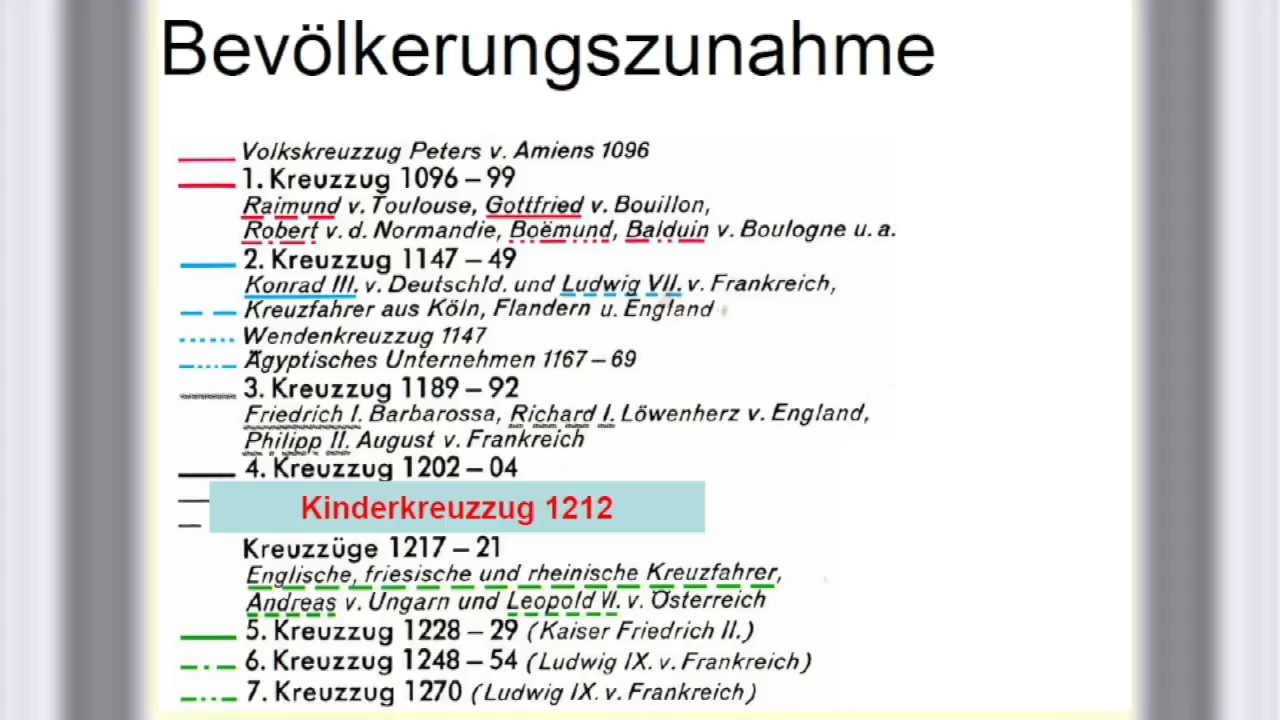 Bevölkerungszunahme
Volkskreuzzug Peters v. Amiens 1096
1. Kreuzzug 1096 – 99
Raimund v. Toulouse, Gottfried v. Bouillon,
Robert v. d. Normandie, Boëmund, Balduin v. Boulogne u. a.
2. Kreuzzug 1147 – 49
Konrad III. v. Deutschld. und Ludwig VII. v. Frankreich,
Kreuzfahrer aus Köln, Flandern u. England
Wendenkreuzzug 1147
Ägyptisches Unternehmen 1167 – 69
3. Kreuzzug 1189 – 92
Friedrich I. Barbarossa, Richard I. Löwenherz v. England,
Philipp II. August v. Frankreich
4. Kreuzzug 1202 – 04
Kinderkreuzzug 1212
Kreuzzüge 1217 – 21
Englische, friesische und rheinische Kreuzfahrer,
Andreas v. Ungarn und Leopold VI. v. Österreich
5. Kreuzzug 1228 – 29 (Kaiser Friedrich II.)
6. Kreuzzug 1248 – 54 (Ludwig IX. v. Frankreich)
7. Kreuzzug 1270 (Ludwig IX. v. Frankreich)